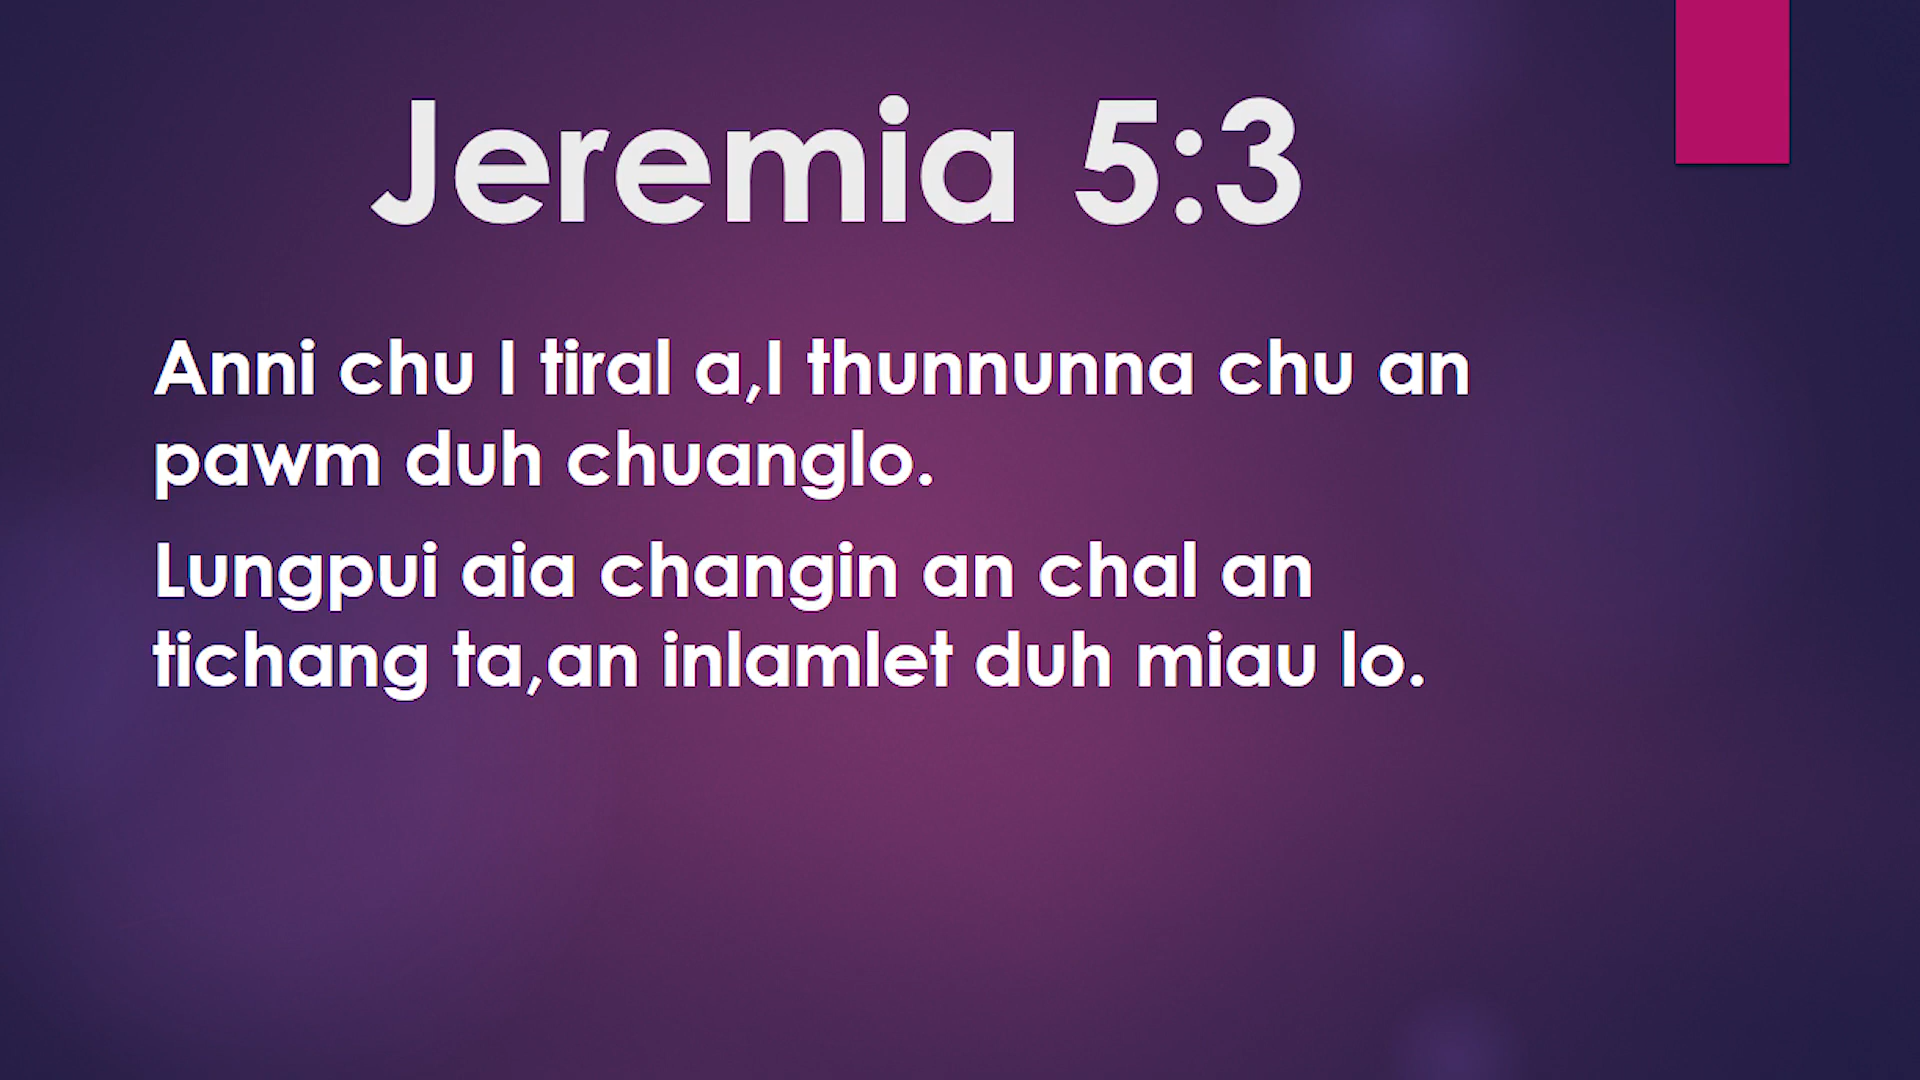 Jeremia 5:3
Anni chu I tiral a,I thunnunna chu an
pawm duh chuanglo.
Lungpui aia changin an chal an
tichang ta,an inlamlet duh miau lo.